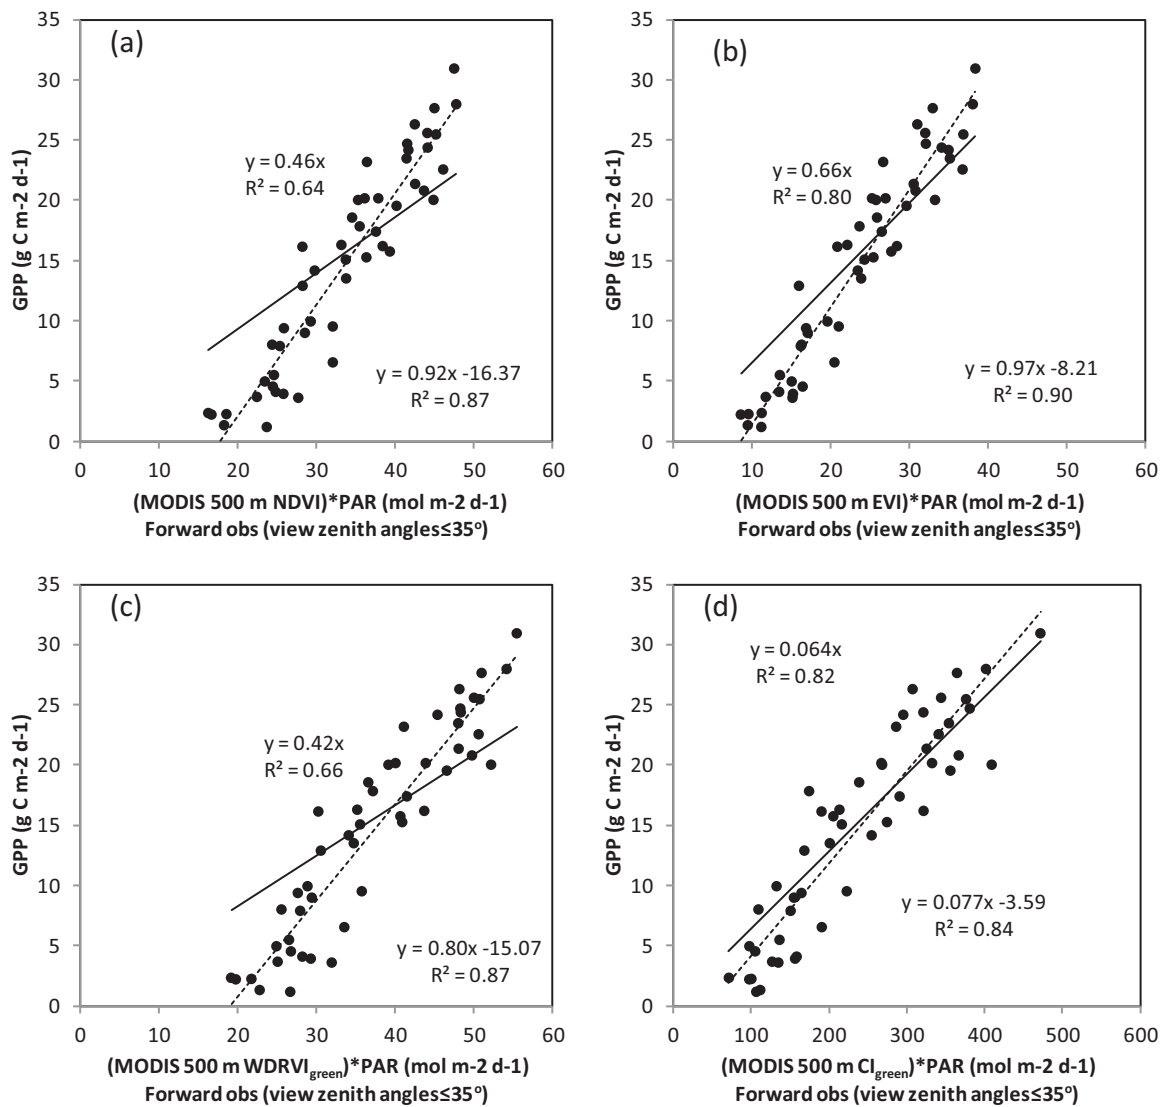 (a)
35
30
25
20
15
10
5
0
GPP (g C m-2 d-1)
y = 0.46x
R² = 0.64
y = 0.92x -16.37
R² = 0.87
0 10 20 30 40 50 60
(MODIS 500 m NDVI)*PAR (mol m-2 d-1)
Forward obs (view zenith angles≤35°)
(b)
35
30
25
20
15
10
5
0
GPP (g C m-2 d-1)
y = 0.66x
R² = 0.80
y = 0.97x -8.21
R² = 0.90
0 10 20 30 40 50 60
(MODIS 500 m EVI)*PAR (mol m-2 d-1)
Forward obs (view zenith angles≤35°)
(c)
35
30
25
20
15
10
5
0
GPP (g C m-2 d-1)
y = 0.42x
R² = 0.66
y = 0.80x -15.07
R² = 0.87
0 10 20 30 40 50 60
(MODIS 500 m WDRVIgreen)*PAR (mol m-2 d-1)
Forward obs (view zenith angles≤35°)
(d)
35
30
25
20
15
10
5
0
GPP (g C m-2 d-1)
y = 0.064x
R² = 0.82
y = 0.077x -3.59
R² = 0.84
0 100 200 300 400 500 600
(MODIS 500 m CIgreen)*PAR (mol m-2 d-1)
Forward obs (view zenith angles≤35°)